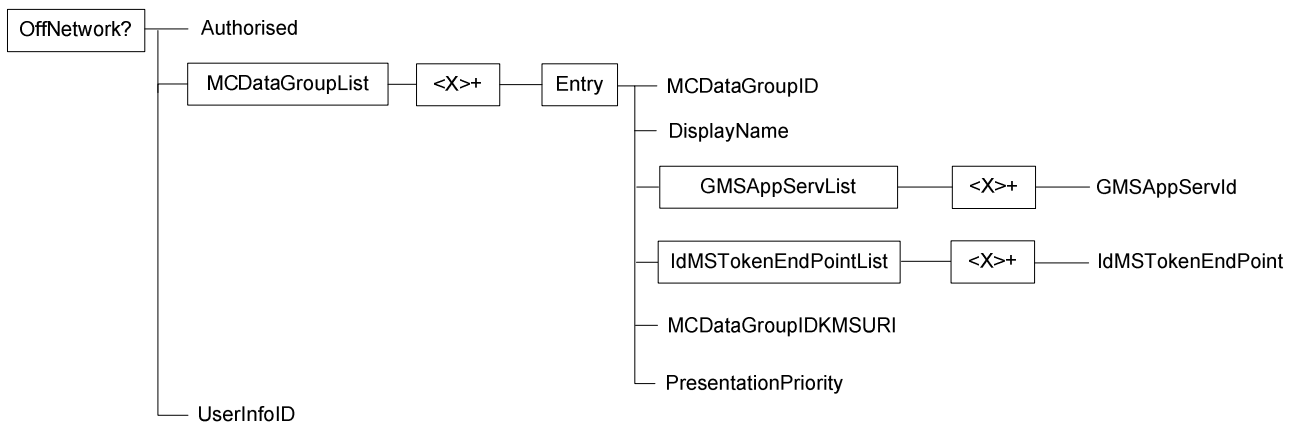 OffNetwork?
Authorised
MCDataGroupList
<X>+
Entry
MCDataGroupID
DisplayName
GMSAppServList
<X>+
GMSAppServId
IdMSTokenEndPointList
<X>+
IdMSTokenEndPoint
MCDataGroupIDKMSURI
PresentationPriority
UserInfoID